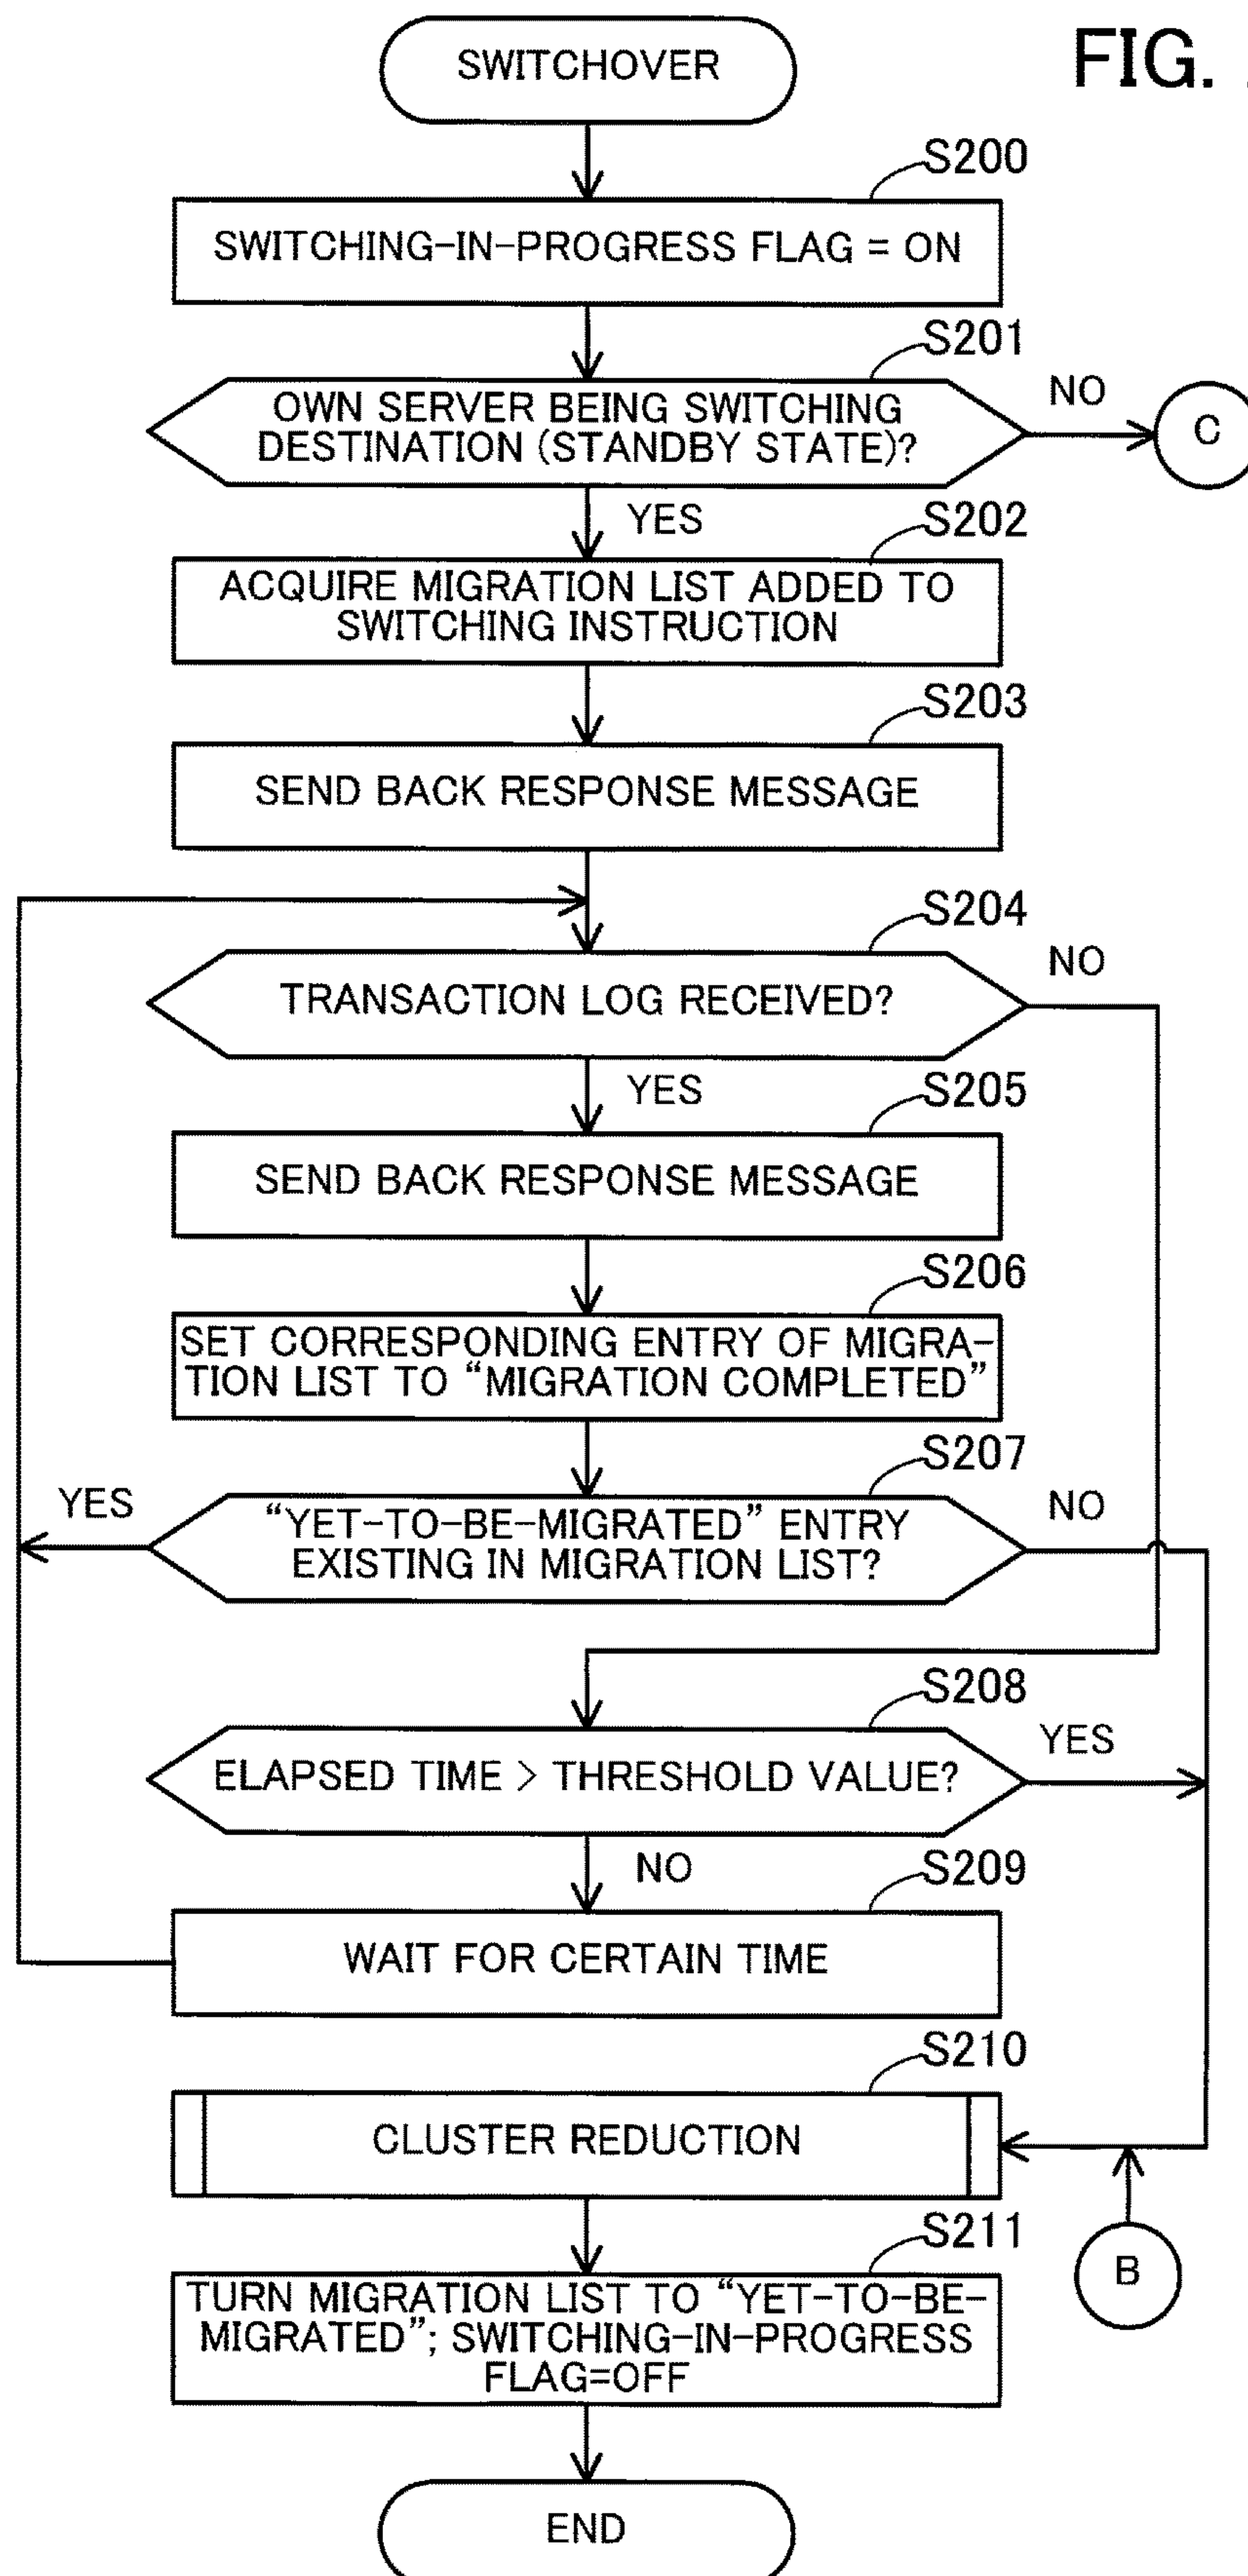 FIG.
SWITCHOVER
S200
SWITCHING-IN-PROGRESS FLAG = ON
S201
OWN SERVER BEING SWITCHING
DESTINATION (STANDBY STATE)?
NO
C
YES
S202
ACQUIRE MIGRATION LIST ADDED TO
SWITCHING INSTRUCTION
S203
SEND BACK RESPONSE MESSAGE
S204
TRANSACTION LOG RECEIVED?
NO
YES
S205
SEND BACK RESPONSE MESSAGE
S206
SET CORRESPONDING ENTRY OF MIGRA-
TION LIST TO “MIGRATION COMPLETED”
S207
YES
“YET-TO-BE-MIGRATED” ENTRY
EXISTING IN MIGRATION LIST?
NO
S208
ELAPSED TIME > THRESHOLD VALUE?
YES
NO
S209
WAIT FOR CERTAIN TIME
S210
CLUSTER REDUCTION
S211
B
TURN MIGRATION LIST TO “YET-TO-BE-
MIGRATED”; SWITCHING-IN-PROGRESS
FLAG=OFF
END